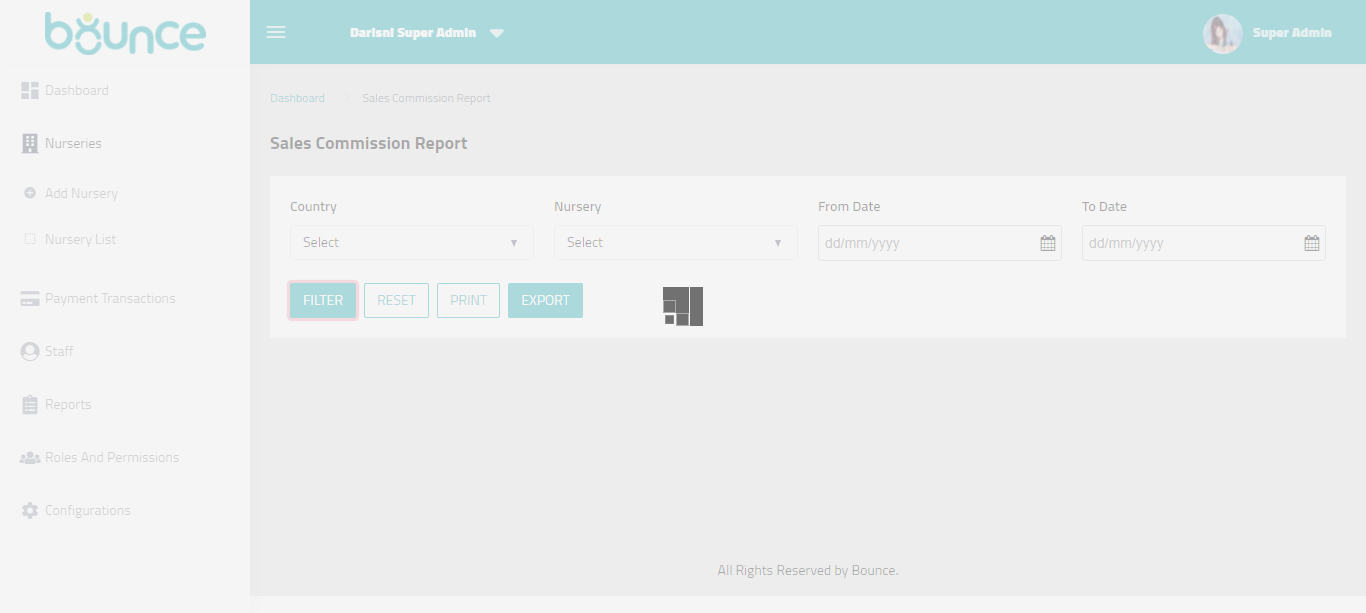 bounce
Darisni Super Admin
Super Admin
Dashboard
Nurseries
Add Nursery
Nursery List
Payment Transactions
Staff
Reports
Roles And Permissions
Configurations
Dashboard Sales Commission Report
Sales Commission Report
Country Nursery From Date To Date
Select Select dd/mm/yyyy dd/mm/yyyy
FILTER RESET PRINT EXPORT
All Rights Reserved by Bounce.